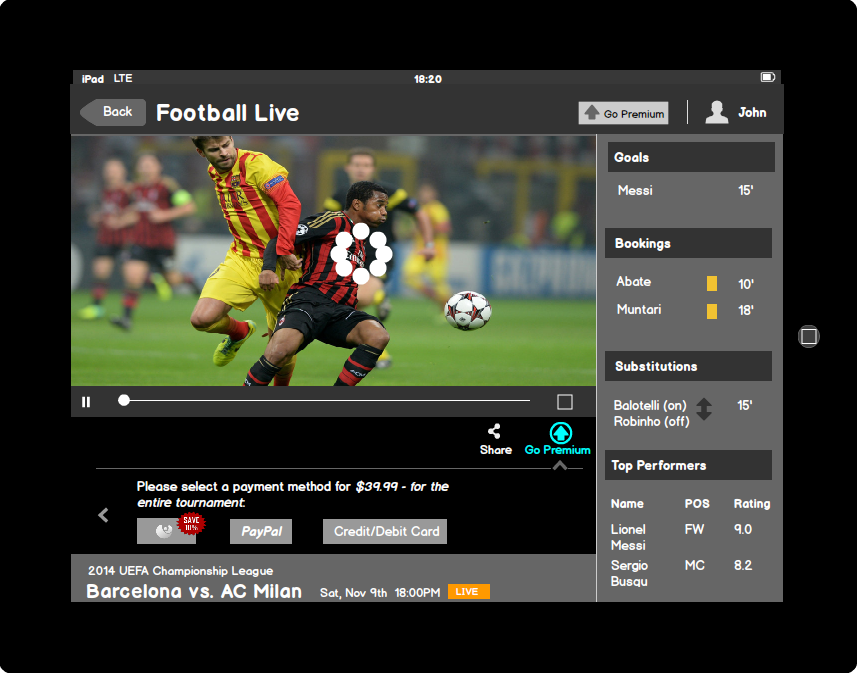 iPad LTE 18:20
Back Football Live Go Premium John
Goals
Messi 15'
Bookings
Abate 10'
Muntari 18'
Substitutions
Balotelli (on) 15'
Robinho (off)
Share Go Premium
Please select a payment method for $39.99 - for the
entire tournament.
SAVE
10%
PayPal
Credit/Debit Card
Top Performers
Name POS Rating
Lionel FW 9.0
Messi
Sergio MC 8.2
Busqu
2014 UEFA Championship League
Barcelona vs. AC Milan Sat, Nov 9th 18:00PM LIVE